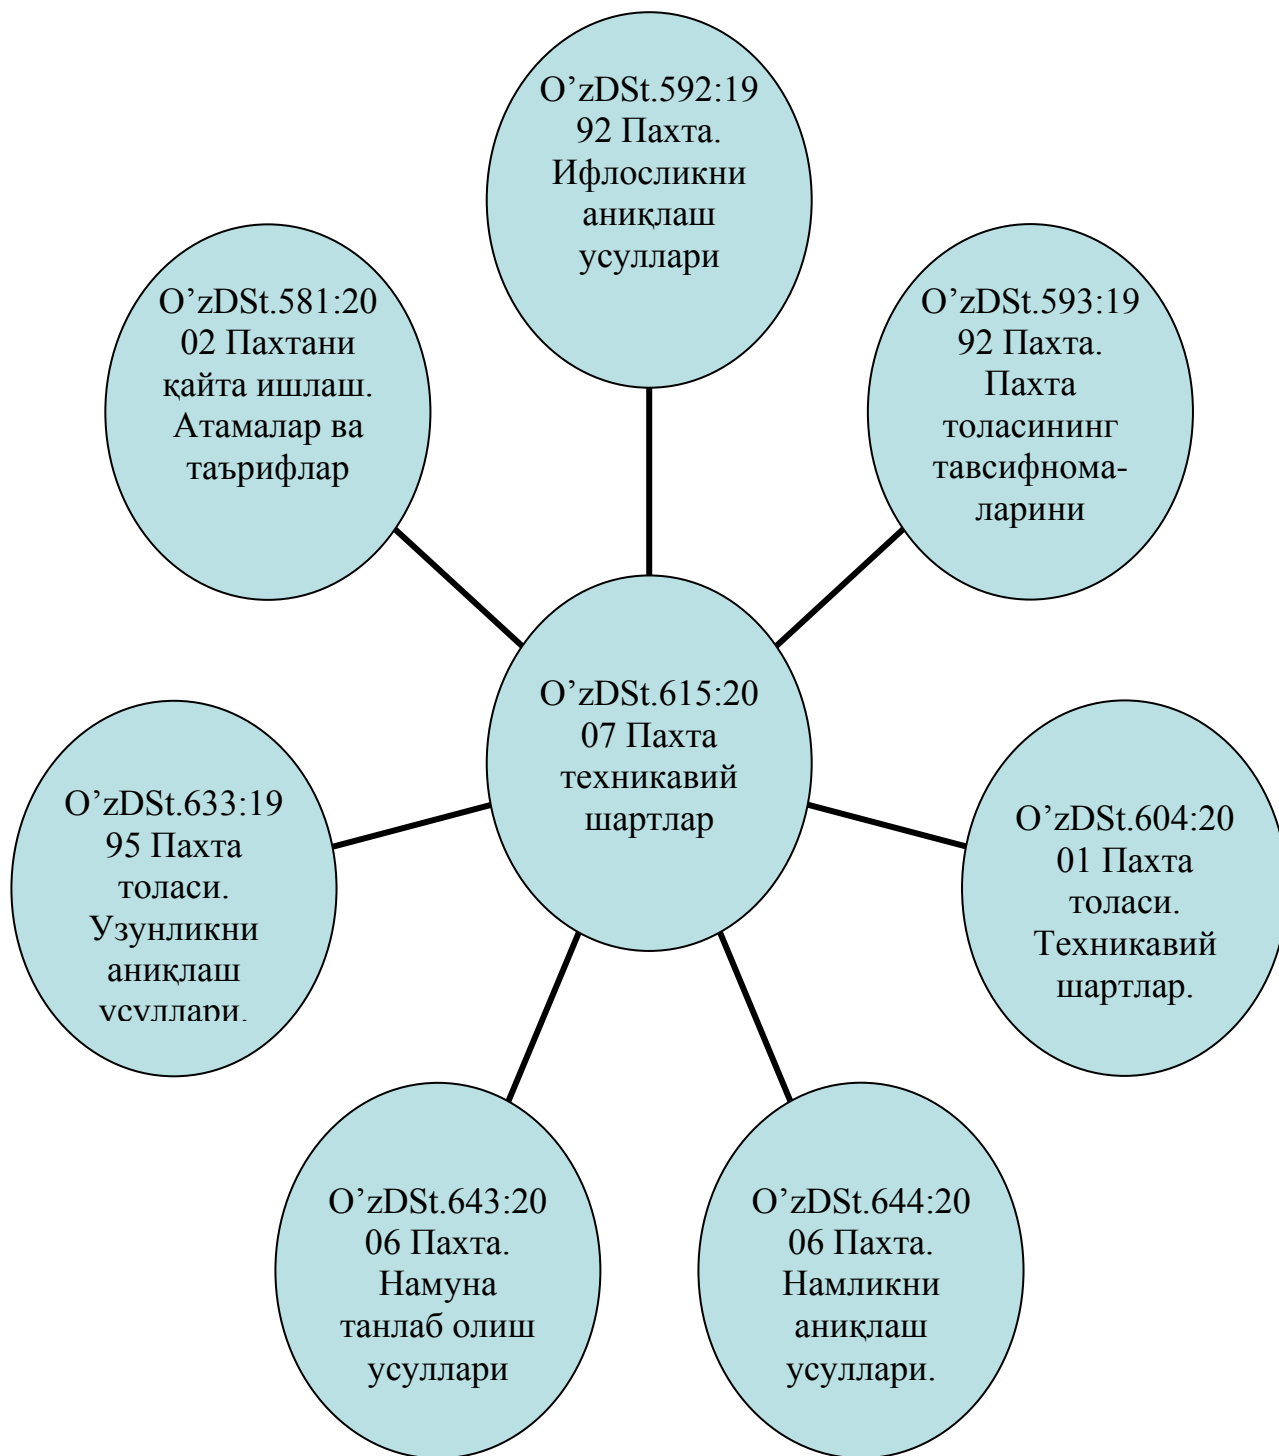 O’zDSt.592:19
92 Пахта.
Ифлосликни
аниқлаш
усуллари
O’zDSt.581:20
02 Пахтани
қайта ишлаш.
Атамалар ва
таърифлар
O’zDSt.593:19
92 Пахта.
Пахта
толасининг
тавсифнома-
ларини
O’zDSt.615:20
07 Пахта
техникавий
шартлар
O’zDSt.633:19
95 Пахта
толаси.
Узунликни
аниқлаш
усуллари.
O’zDSt.604:20
01 Пахта
толаси.
Техникавий
шартлар.
O’zDSt.643:20
06 Пахта.
Намуна
танлаб олиш
усуллари
O’zDSt.644:20
06 Пахта.
Намликни
аниқлаш
усуллари.